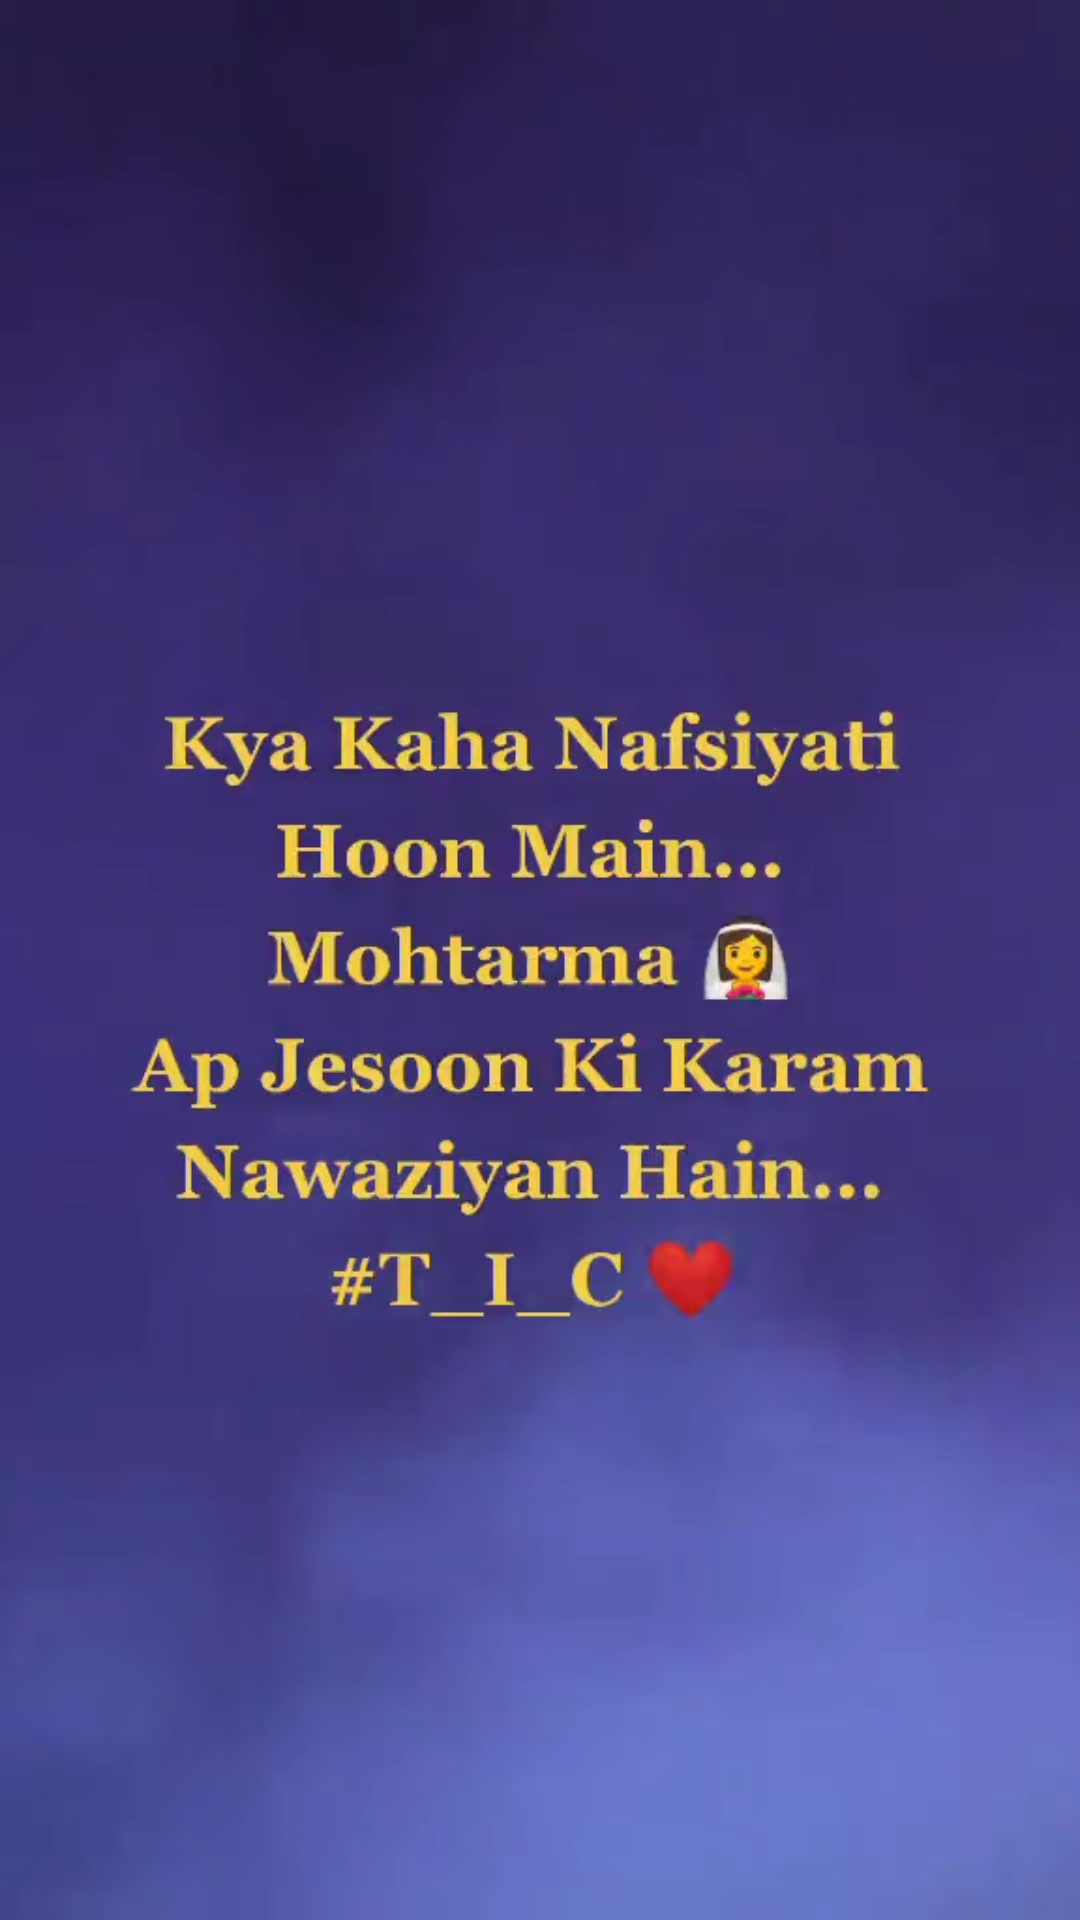 Kya Kaha Nafsiyati
Hoon Main...
Mohtarma 👰
Ap Jesoon Ki Karam
Nawaziyan Hain...
#T_I_C ❤️